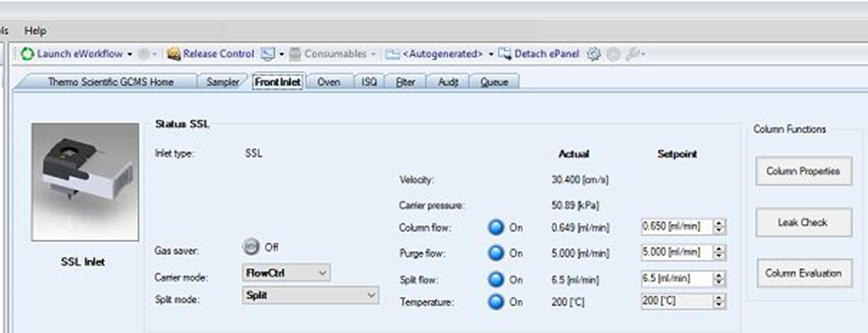 ls Help
Launch eWorkflow Release Control Consumables <Autogenerated> Detach ePanel
Thermo Scientific GCMS Home Sampler Front Inlet Oven ISQ Filter Audit Queue
Status SSL
Column Functions
Inlet type: SSL
Actual Setpoint
Velocity: 30.400 [cm/s]
Column Properties
Carrier pressure: 50.89 [kPa]
Column flow: On 0.649 [ml/min] 0.650 [ml/min]
Leak Check
Gas saver: Off
Purge flow: On 5.000 [ml/min] 5.000 [ml/min]
SSL Inlet
Carrier mode: FlowCtrl
Split flow: On 6.5 [ml/min] 6.5 [ml/min]
Column Evaluation
Split mode: Split
Temperature: On 200 [°C] 200 [°C]